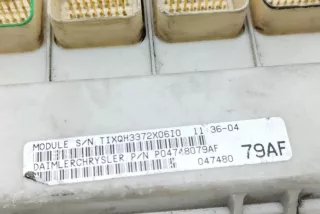 MODULE S/N TIXQH3372X0610 11:36-04
DAIMLERCHRYSLER P/N P04748079AF
047480 79AF